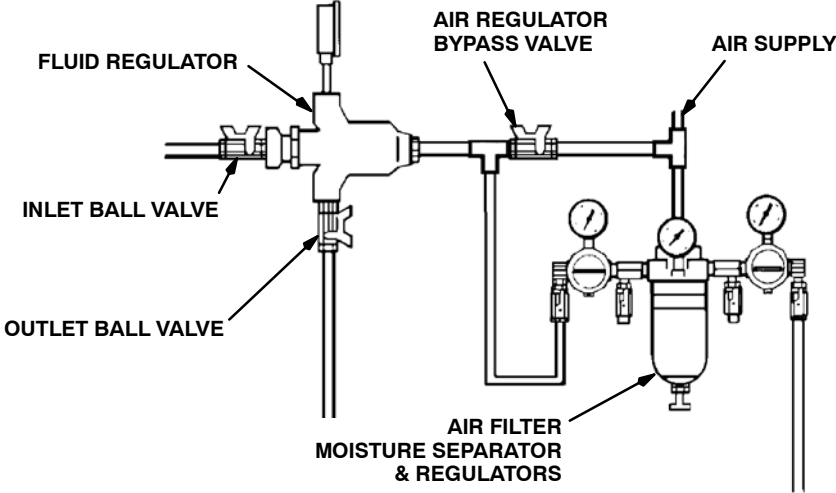 AIR REGULATOR
BYPASS VALVE
AIR SUPPLY
FLUID REGULATOR
INLET BALL VALVE
OUTLET BALL VALVE
AIR FILTER
MOISTURE SEPARATOR
& REGULATORS